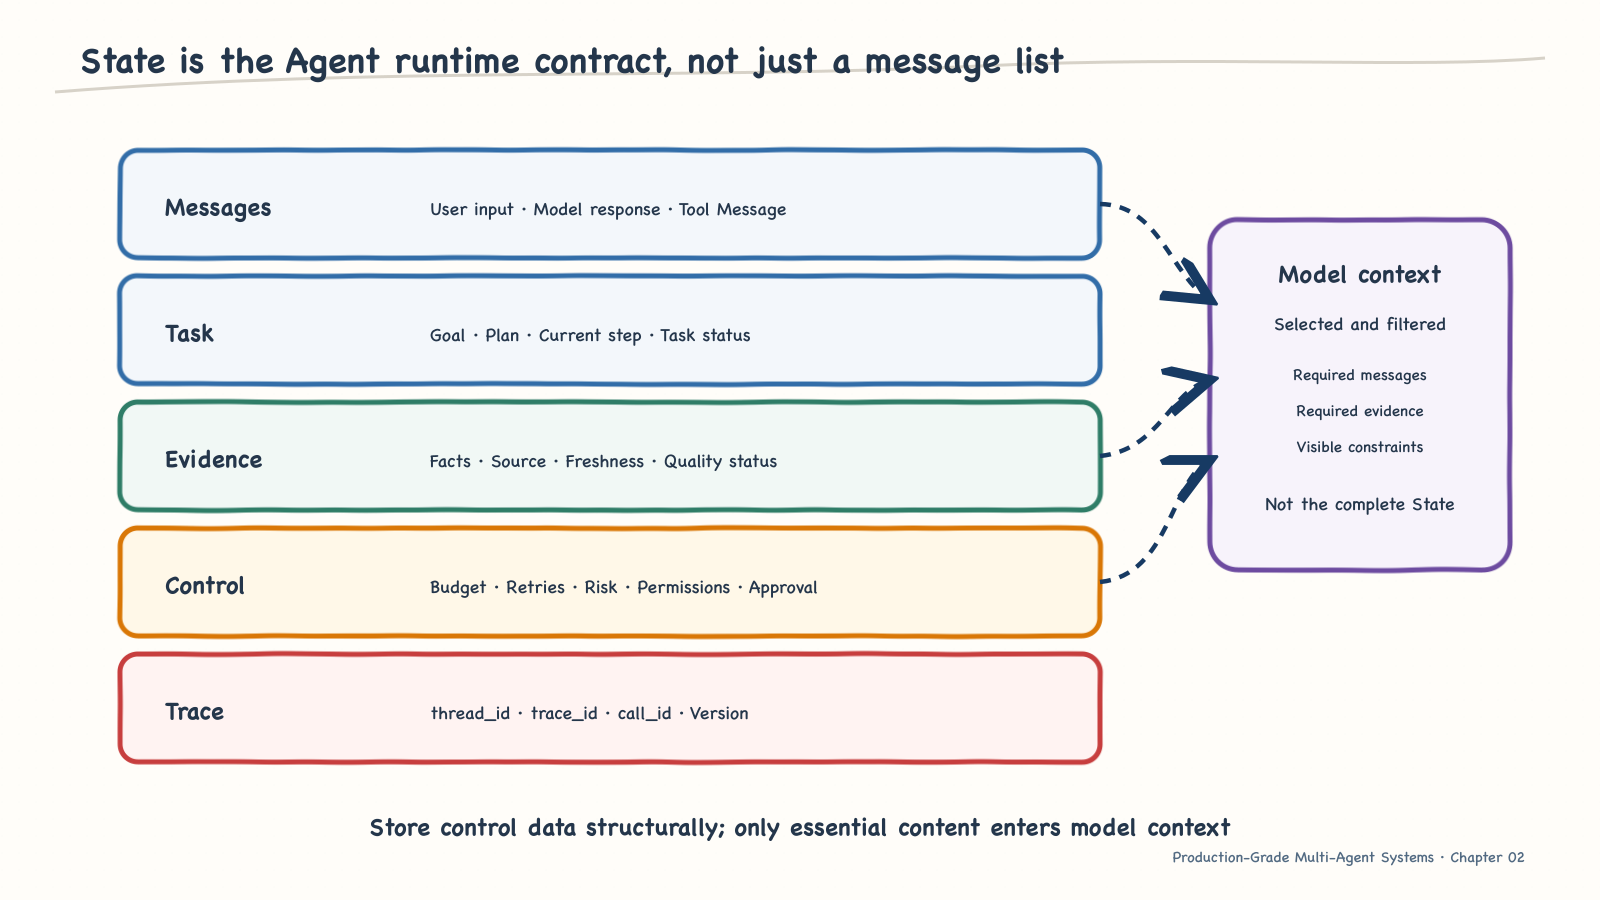 State is the Agent runtime contract, not just a message list
Messages
User input · Model response · Tool Message
Task
Goal · Plan · Current step · Task status
Evidence
Facts · Source · Freshness · Quality status
Control
Budget · Retries · Risk · Permissions · Approval
Trace
thread_id · trace_id · call_id · Version
Model context
Selected and filtered
Required messages
Required evidence
Visible constraints
Not the complete State
Store control data structurally; only essential content enters model context
Production-Grade Multi-Agent Systems · Chapter 02